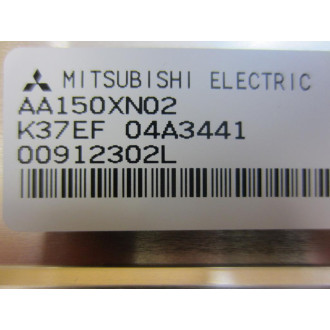 MITSUBISHI ELECTRIC
AA150XN02
K37EF 04A3441
00912302L